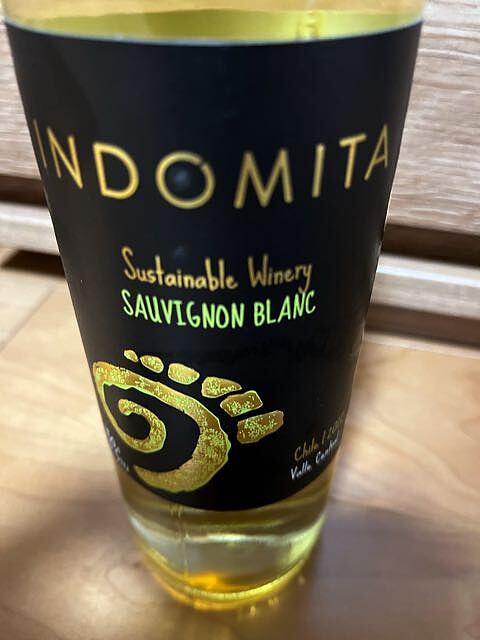 INDOMITA
Sustainable Winery
SAUVIGNON BLANC
Chile
Valle Central